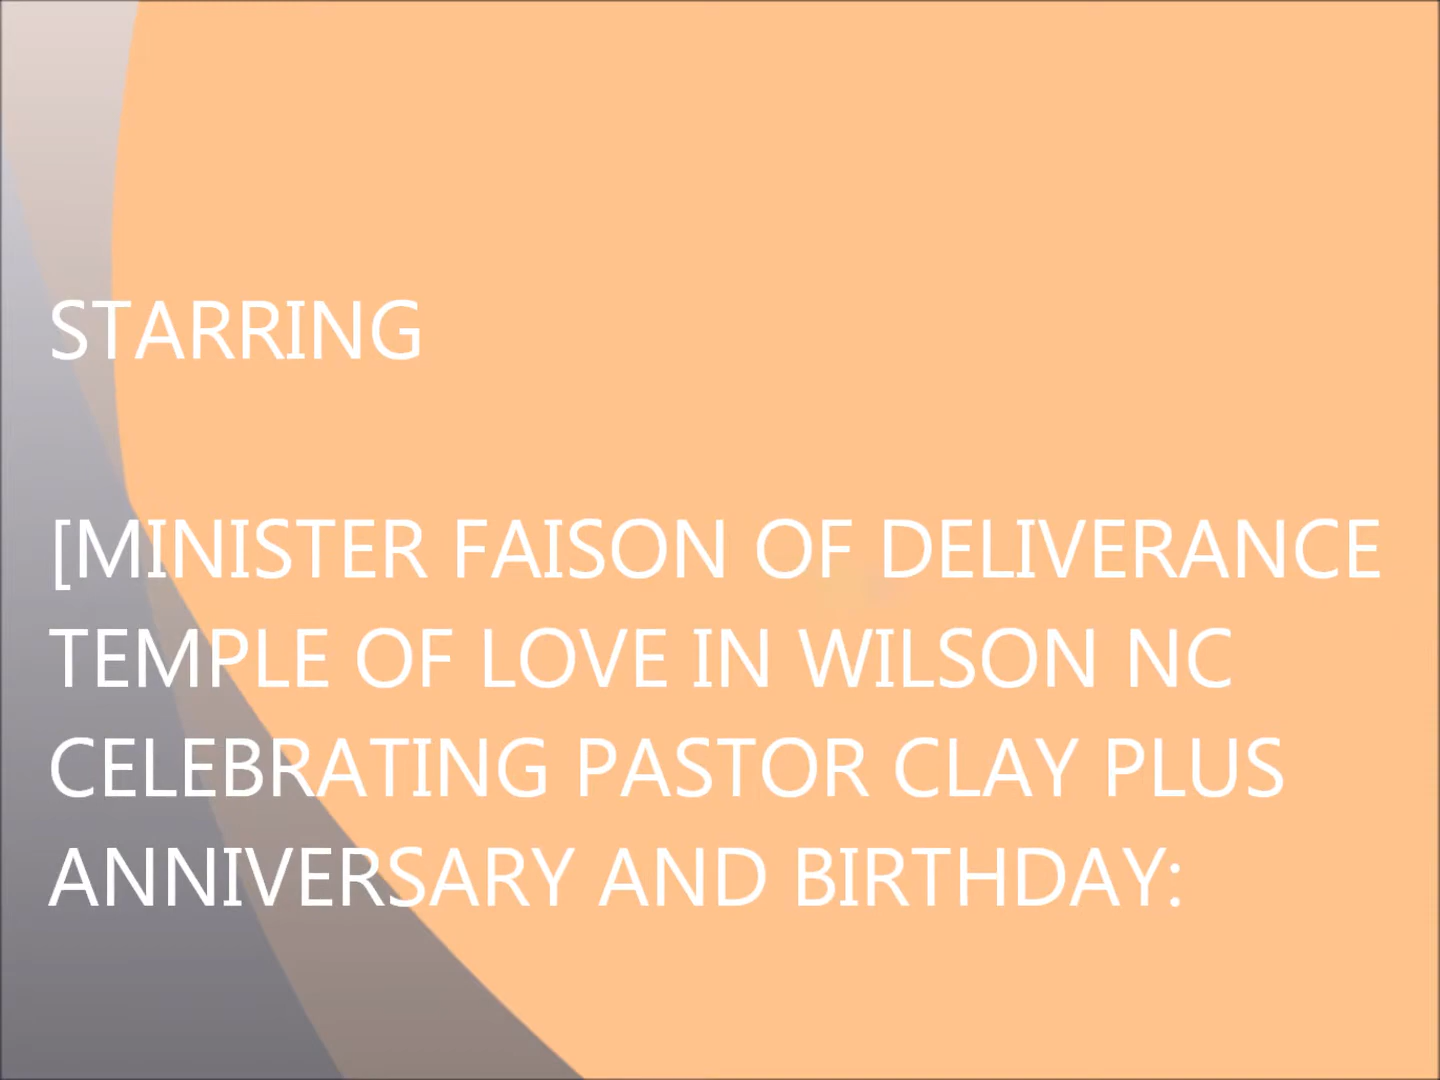 STARRING
[MINISTER FAISON OF DELIVERANCE
TEMPLE OF LOVE IN WILSON NC
CELEBRATING PASTOR CLAY PLUS
ANNIVERSARY AND BIRTHDAY: